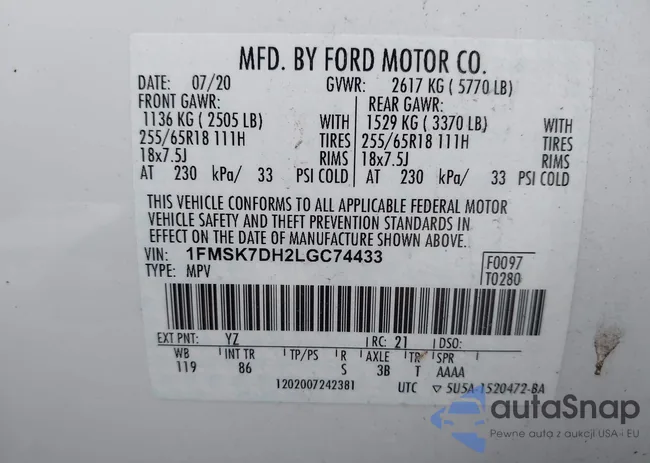 MFD. BY FORD MOTOR CO.
DATE: 07/20 GVWR: 2617 KG ( 5770 LB)
FRONT GAWR: REAR GAWR:
1136 KG ( 2505 LB) WITH 1529 KG ( 3370 LB) WITH
255/65R18 111H TIRES 255/65R18 111H TIRES
18x7.5J RIMS 18x7.5J RIMS
AT 230 kPa/ 33 PSI COLD AT 230 kPa/ 33 PSI COLD
THIS VEHICLE CONFORMS TO ALL APPLICABLE FEDERAL MOTOR
VEHICLE SAFETY AND THEFT PREVENTION STANDARDS IN
EFFECT ON THE DATE OF MANUFACTURE SHOWN ABOVE.
VIN: 1FMSK7DH2LGC74433
TYPE: MPV
F0097
T0280
EXT PNT: YZ RC: 21 DSO:
WB INT TR TP/PS R AXLE TR SPR
119 86 S 3B T AAAA
1202007242381 UTC ▽ 5U5A-1520472-BA
autaSnap
Pewne auta z aukcji USA i EU